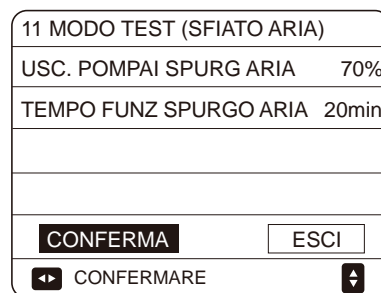 11 MODO TEST (SFIATO ARIA)
USC. POMPAI SPURG ARIA 70%
TEMPO FUNZ SPURGO ARIA 20min
CONFERMA ESCI
CONFERMARE